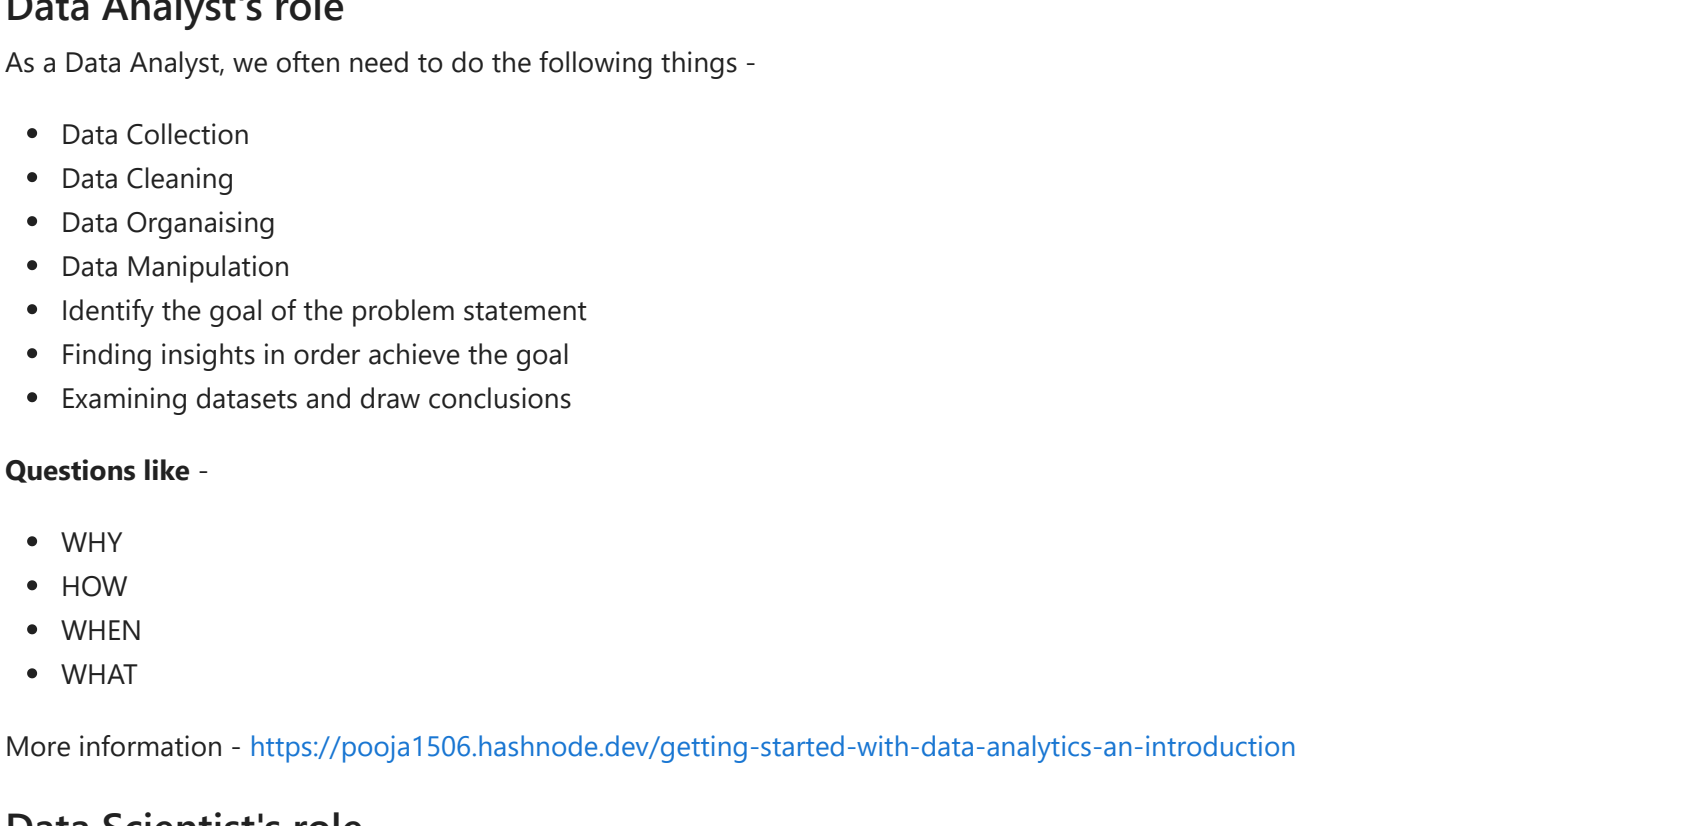 Data Analyst's role
As a Data Analyst, we often need to do the following things -
Data Collection
Data Cleaning
Data Organaising
Data Manipulation
Identify the goal of the problem statement
Finding insights in order achieve the goal
Examining datasets and draw conclusions
Questions like -
WHY
HOW
WHEN
WHAT
More information - https://pooja1506.hashnode.dev/getting-started-with-data-analytics-an-introduction
Data Scientist's role